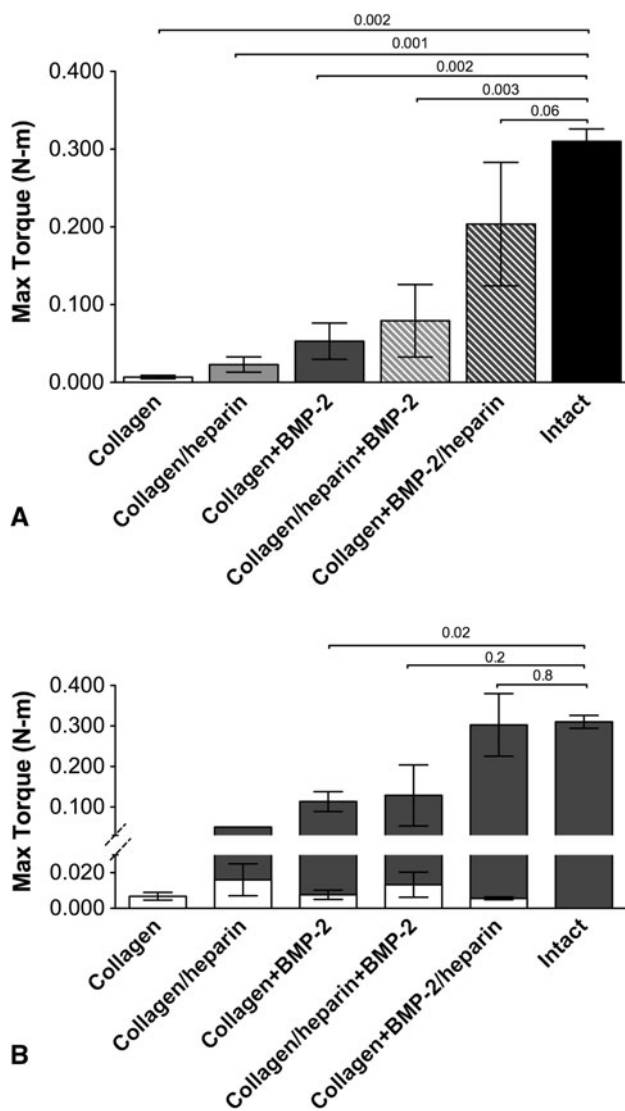 0.002
0.001
0.002
0.003
0.06
0.400
0.300
0.200
0.100
0.000
Max Torque (N-m)
Collagen
Collagen/heparin
Collagen+BMP-2
Collagen/heparin+BMP-2
Collagen+BMP-2/heparin
Intact
A
0.02
0.2
0.8
0.400
0.300
0.200
0.100
0.020
0.000
Max Torque (N-m)
Collagen
Collagen/heparin
Collagen+BMP-2
Collagen/heparin+BMP-2
Collagen+BMP-2/heparin
Intact
B